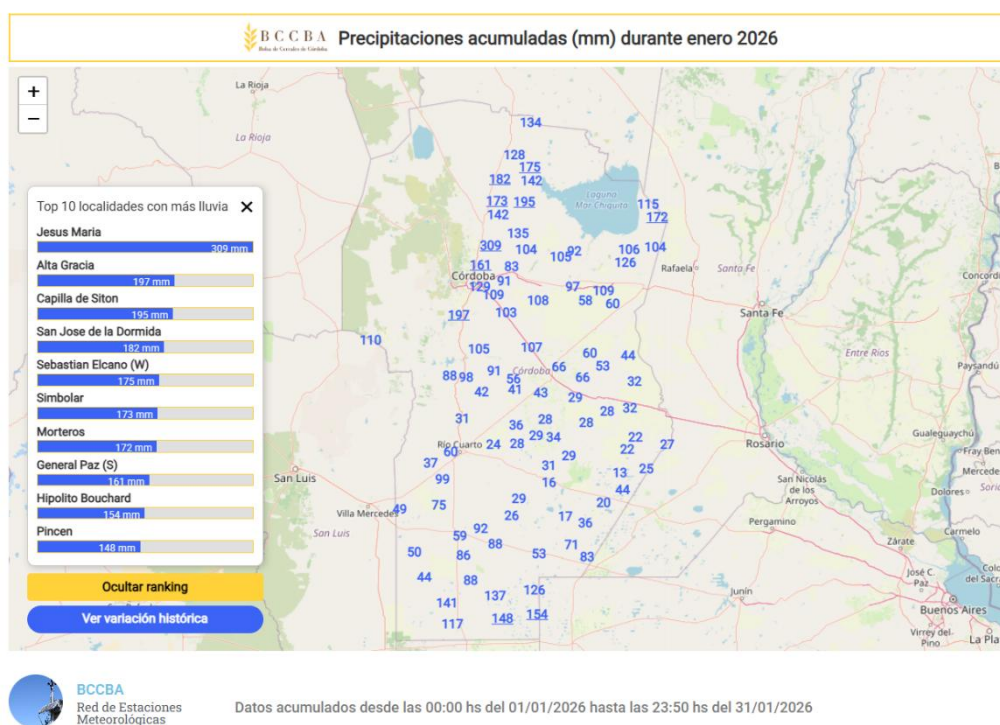 BCCBA
Bolsa de Cereales de Córdoba
Precipitaciones acumuladas (mm) durante enero 2026
+
−
Top 10 localidades con más lluvia ✕
Jesus Maria
309 mm
Alta Gracia
197 mm
Capilla de Siton
195 mm
San Jose de la Dormida
182 mm
Sebastian Elcano (W)
175 mm
Simbolar
173 mm
Morteros
172 mm
General Paz (S)
161 mm
Hipolito Bouchard
154 mm
Pincen
148 mm
Ocultar ranking
Ver variación histórica
La Rioja
La Rioja
134
128
175
182 142
173 195
142
Laguna
Mar Chiquita
115
172
135
309 104 105 92 106 104
126
161 83
Rafaela
Santa Fe
Córdoba
129 91
109
97 109
108 58 60
197 103
Santa Fe
Concordi
110
105 107 60 44
Entre Ríos
Paysandú
88 98 91 Córdoba 66 53
56 66 32
42 41 43 29
28 32
31 36 28 28
29 34 22
Río Cuarto 24 28 22 27
60 29
Rosario
Gualeguaychú
Fray Ben
Mercede
37 31 13 25
99 16 44
San Luis
San Nicolás
de los
Arroyos
Dolores
Villa Mercedes
49 75 29 20
26 17 36
San Luis
Pergamino
Carmelo
Zárate
59 92 88 71
50 86 53 83
44 88
137 126
141
117 148 154
Junín
José C.
Paz
Colo
del Sacra
Buenos Aires
Virrey del
Pino
La Pla
BCCBA
Red de Estaciones
Meteorológicas
Datos acumulados desde las 00:00 hs del 01/01/2026 hasta las 23:50 hs del 31/01/2026